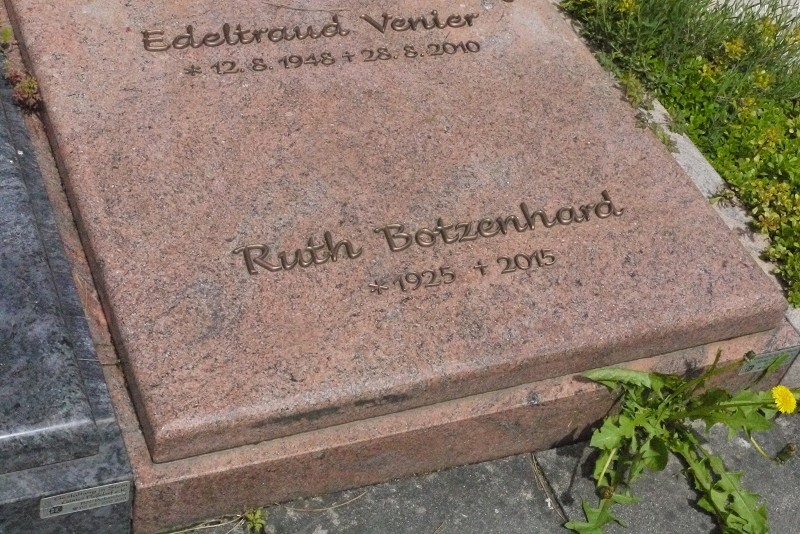 Edeltraud Venier
* 12. 8. 1948 + 28. 8. 2010
Ruth Botzenhard
* 1925 + 2015